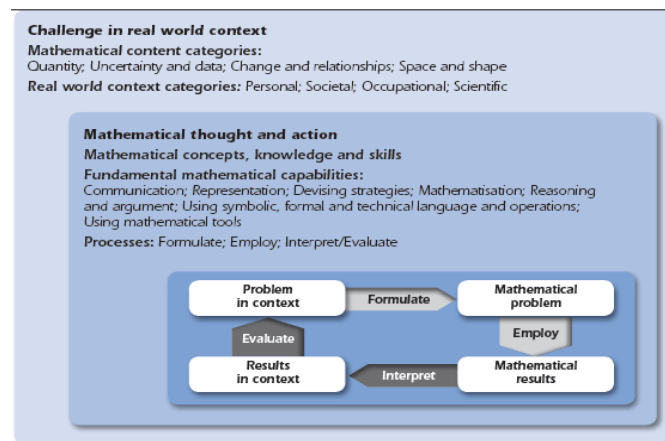 Challenge in real world context
Mathematical content categories:
Quantity; Uncertainty and data; Change and relationships; Space and shape
Real world context categories: Personal; Societal; Occupational; Scientific
Mathematical thought and action
Mathematical concepts, knowledge and skills
Fundamental mathematical capabilities:
Communication; Representation; Devising strategies; Mathematisation; Reasoning
and argument; Using symbolic, formal and technical language and operations;
Using mathematical tools
Processes: Formulate; Employ; Interpret/Evaluate
Problem
in context
Formulate
Mathematical
problem
Evaluate
Employ
Results
in context
Interpret
Mathematical
results